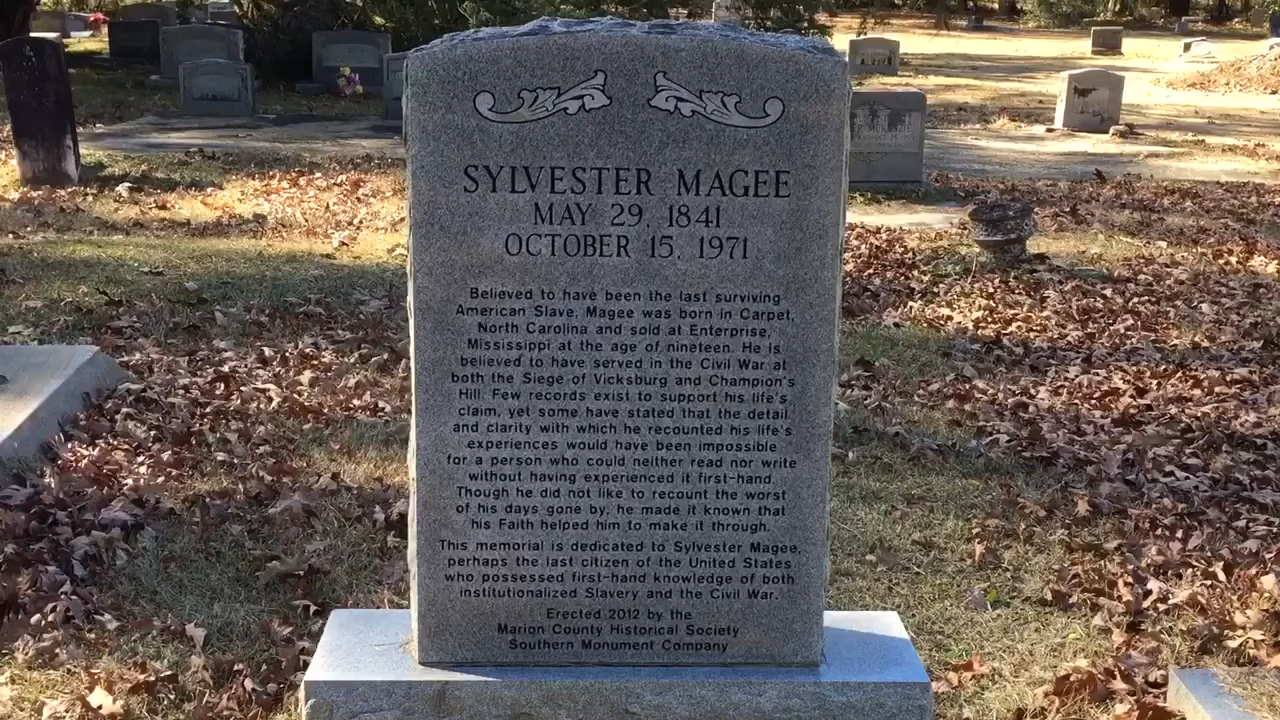 SYLVESTER MAGEE
MAY 29, 1841
OCTOBER 15, 1971
Believed to have been the last surviving
American Slave, Magee was born in Carpet,
North Carolina and sold at Enterprise,
Mississippi at the age of nineteen. He is
believed to have served in the Civil War at
both the Siege of Vicksburg and Champion's
Hill. Few records exist to support his life's
claim, yet some have stated that the detail
and clarity with which he recounted his life's
experiences would have been impossible
for a person who could neither read nor write
without having experienced it first-hand.
Though he did not like to recount the worst
of his days gone by, he made it known that
his Faith helped him to make it through.
This memorial is dedicated to Sylvester Magee,
perhaps the last citizen of the United States
who possessed first-hand knowledge of both
institutionalized Slavery and the Civil War.
Erected 2012 by the
Marion County Historical Society
Southern Monument Company
McKINZIE